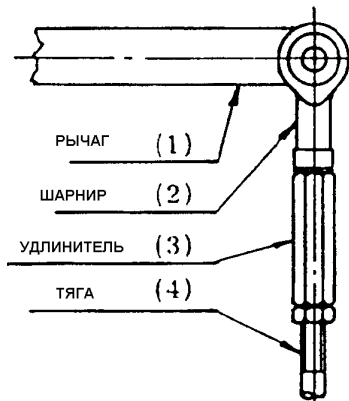 РЫЧАГ (1)
ШАРНИР (2)
УДЛИНИТЕЛЬ (3)
ТЯГА (4)